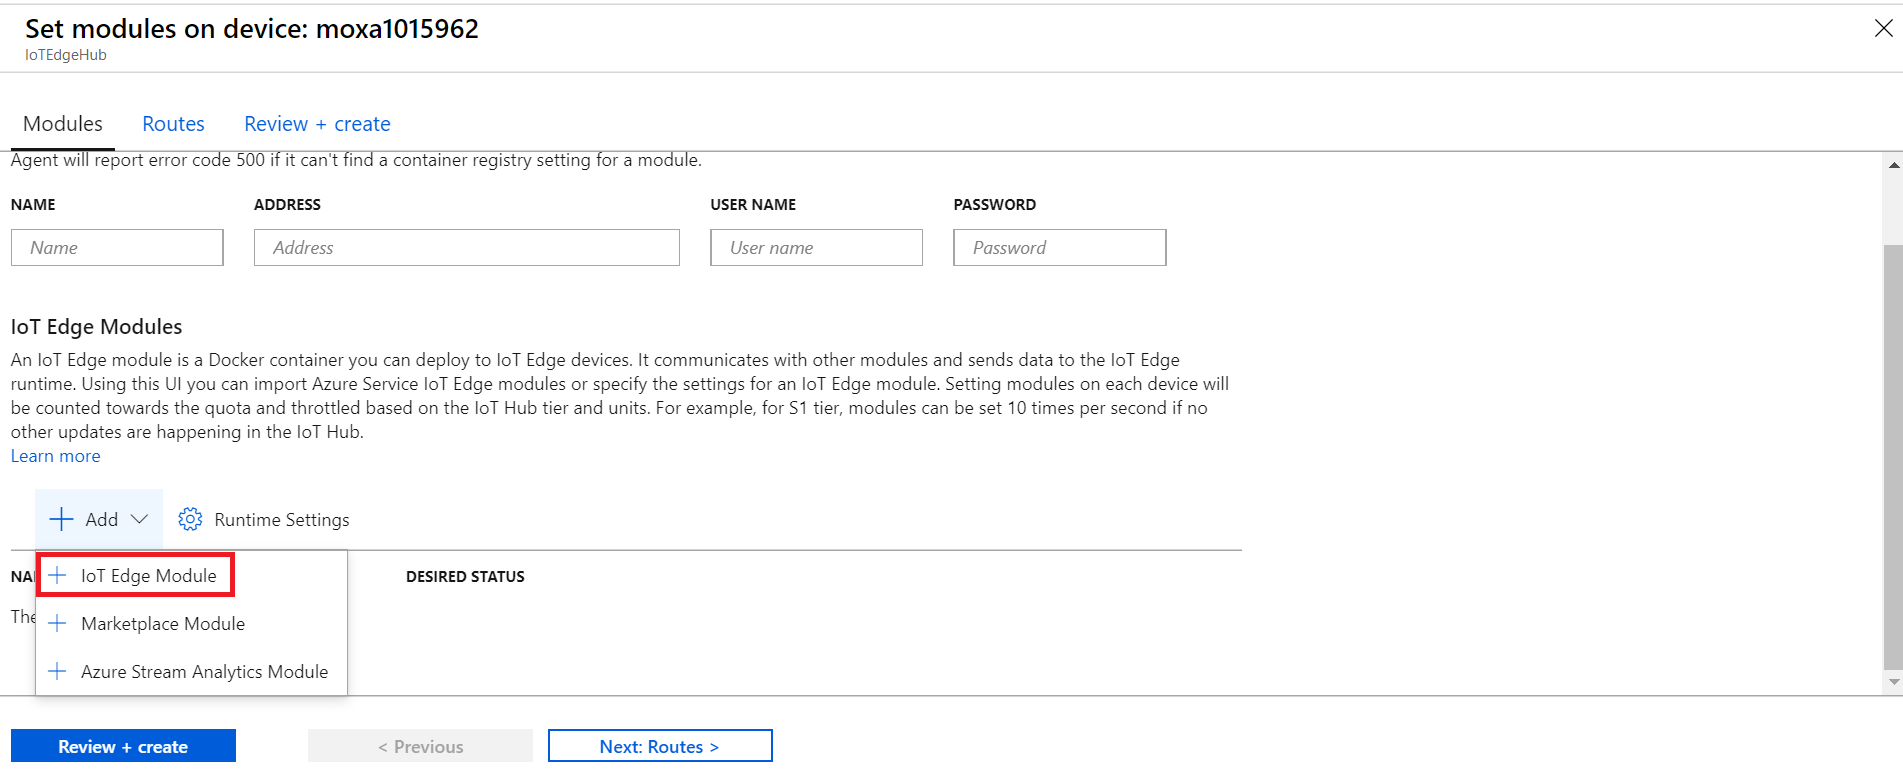 Set modules on device: moxa1015962
IoTEdgeHub
Modules Routes Review + create
Agent will report error code 500 if it can't find a container registry setting for a module.
NAME ADDRESS USER NAME PASSWORD
Name Address User name Password
IoT Edge Modules
An IoT Edge module is a Docker container you can deploy to IoT Edge devices. It communicates with other modules and sends data to the IoT Edge
runtime. Using this UI you can import Azure Service IoT Edge modules or specify the settings for an IoT Edge module. Setting modules on each device will
be counted towards the quota and throttled based on the IoT Hub tier and units. For example, for S1 tier, modules can be set 10 times per second if no
other updates are happening in the IoT Hub.
Learn more
Add Runtime Settings
IoT Edge Module DESIRED STATUS
The
Marketplace Module
Azure Stream Analytics Module
Review + create < Previous Next: Routes >